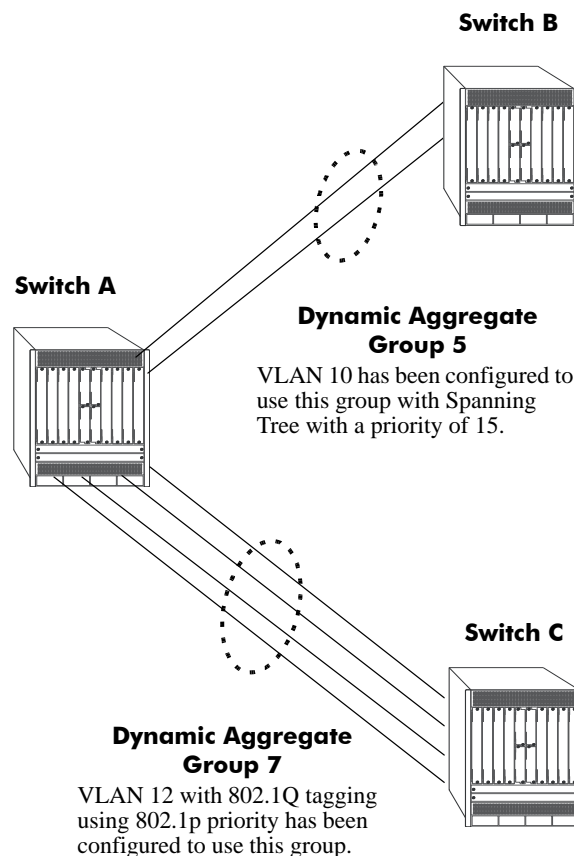 Switch B
Switch A
Dynamic Aggregate
Group 5
VLAN 10 has been configured to
use this group with Spanning
Tree with a priority of 15.
Switch C
Dynamic Aggregate
Group 7
VLAN 12 with 802.1Q tagging
using 802.1p priority has been
configured to use this group.